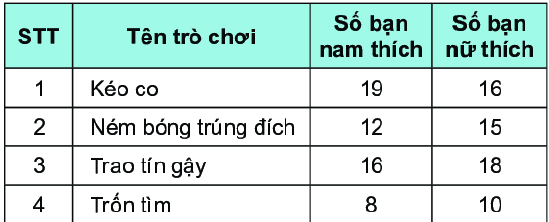 STT Tên trò chơi Số bạn nam thích Số bạn nữ thích
1 Kéo co 19 16
2 Ném bóng trúng đích 12 15
3 Trao tín gậy 16 18
4 Trốn tìm 8 10